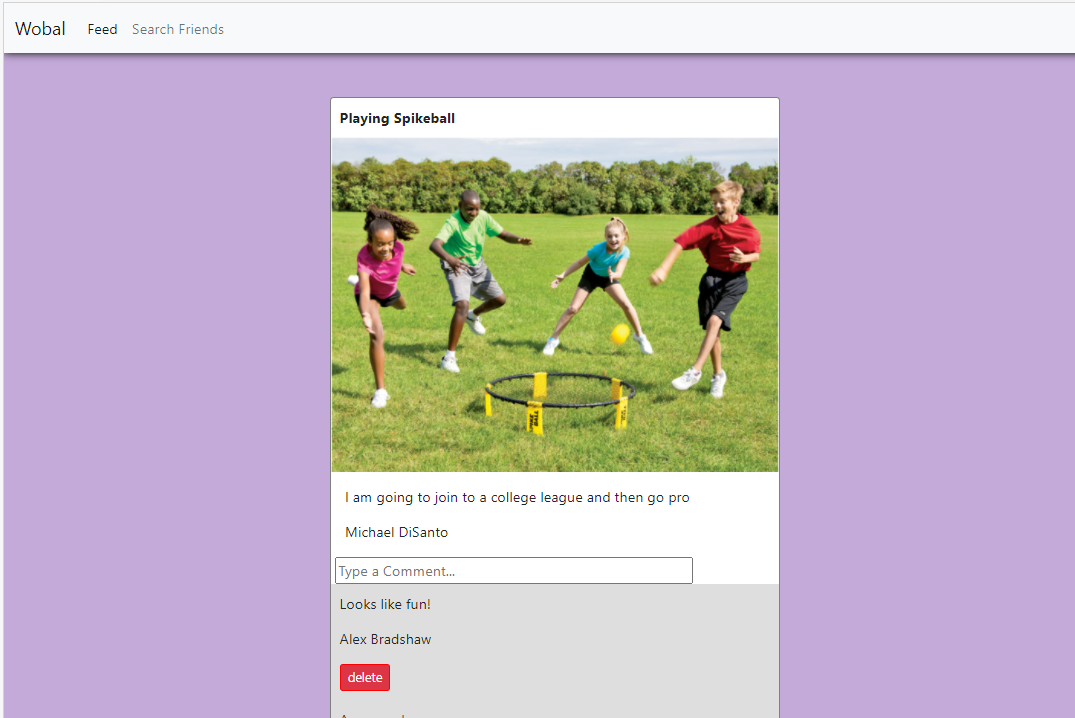 Wobal Feed Search Friends
Playing Spikeball
I am going to join to a college league and then go pro
Michael DiSanto
Type a Comment...
Looks like fun!
Alex Bradshaw
delete